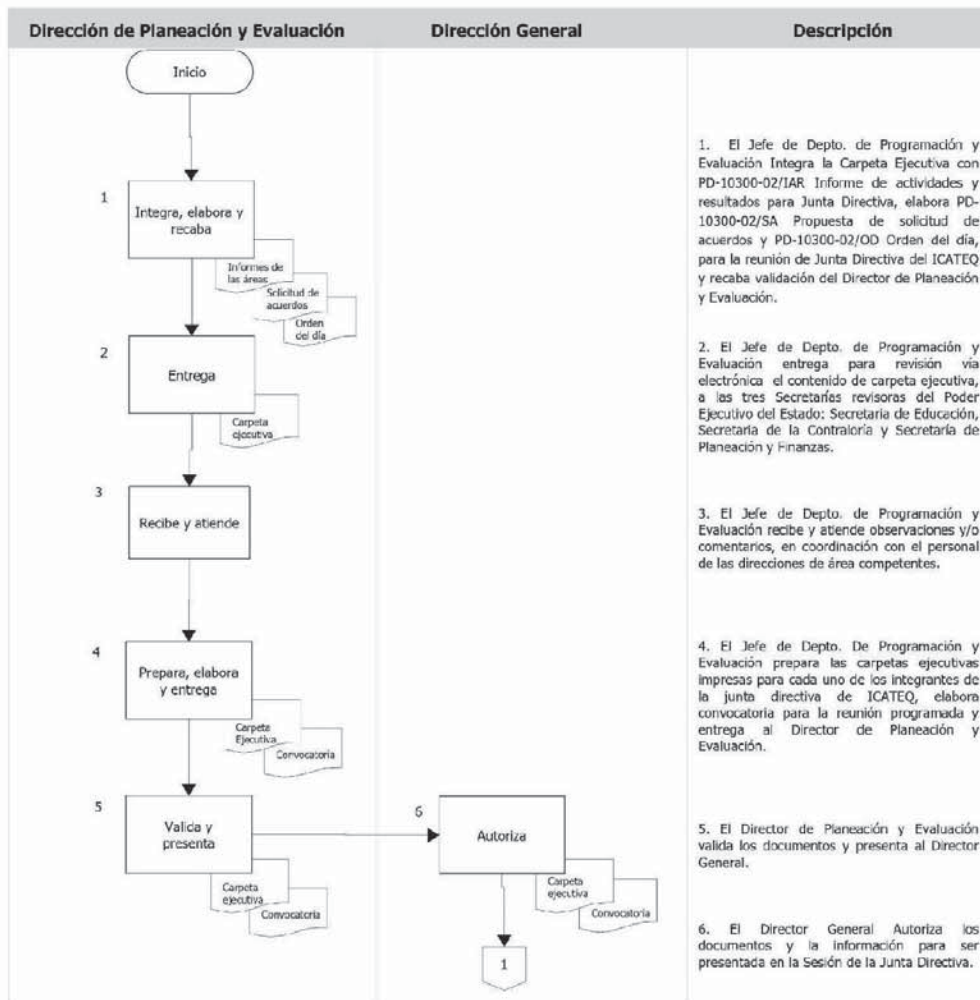 Dirección de Planeación y Evaluación
Dirección General
Descripción
Inicio
1
Integra, elabora y
recaba
Informes de
las áreas
Solicitud de
acuerdos
Orden
del día
2
Entrega
Carpeta
ejecutiva
3
Recibe y atiende
4
Prepara, elabora
y entrega
Carpeta
Ejecutiva
Convocatoria
5
Valida y
presenta
Carpeta
ejecutiva
Convocatoria
6
Autoriza
Carpeta
ejecutiva
Convocatoria
1
1. El Jefe de Depto. de Programación y
Evaluación Integra la Carpeta Ejecutiva con
PD-10300-02/IAR Informe de actividades y
resultados para Junta Directiva, elabora PD-
10300-02/SA Propuesta de solicitud de
acuerdos y PD-10300-02/OD Orden del día,
para la reunión de Junta Directiva del ICATEQ
y recaba validación del Director de Planeación
y Evaluación.
2. El Jefe de Depto. de Programación y
Evaluación entrega para revisión vía
electrónica el contenido de carpeta ejecutiva,
a las tres Secretarías revisoras del Poder
Ejecutivo del Estado: Secretaria de Educación,
Secretaria de la Contraloría y Secretaría de
Planeación y Finanzas.
3. El Jefe de Depto. de Programación y
Evaluación recibe y atiende observaciones y/o
comentarios, en coordinación con el personal
de las direcciones de área competentes.
4. El Jefe de Depto. De Programación y
Evaluación prepara las carpetas ejecutivas
impresas para cada uno de los integrantes de
la junta directiva de ICATEQ, elabora
convocatoria para la reunión programada y
entrega al Director de Planeación y
Evaluación.
5. El Director de Planeación y Evaluación
valida los documentos y presenta al Director
General.
6. El Director General Autoriza los
documentos y la información para ser
presentada en la Sesión de la Junta Directiva.